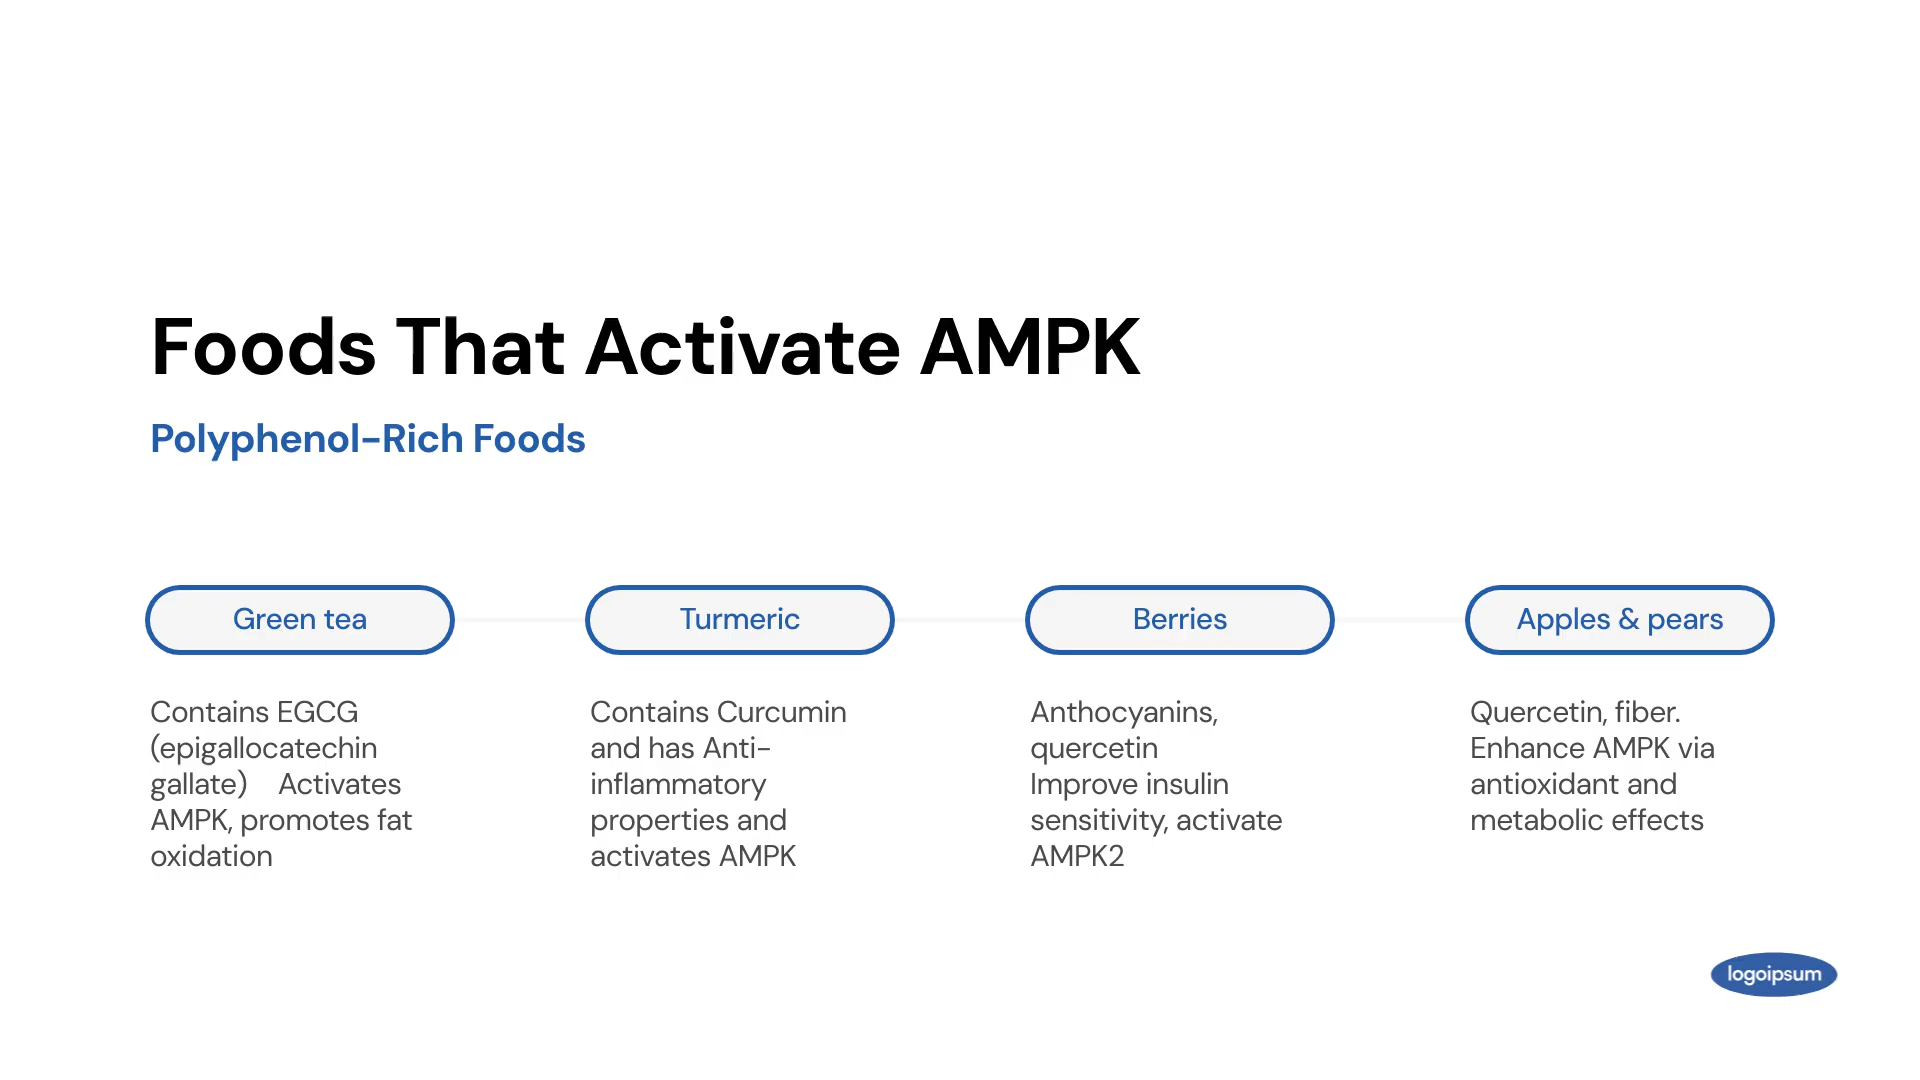 Foods That Activate AMPK
Polyphenol-Rich Foods
Green tea
Contains EGCG
(epigallocatechin
gallate)    Activates
AMPK, promotes fat
oxidation
Turmeric
Contains Curcumin
and has Anti-
inflammatory
properties and
activates AMPK
Berries
Anthocyanins,
quercetin
Improve insulin
sensitivity, activate
AMPK2
Apples & pears
Quercetin, fiber.
Enhance AMPK via
antioxidant and
metabolic effects
logoipsum